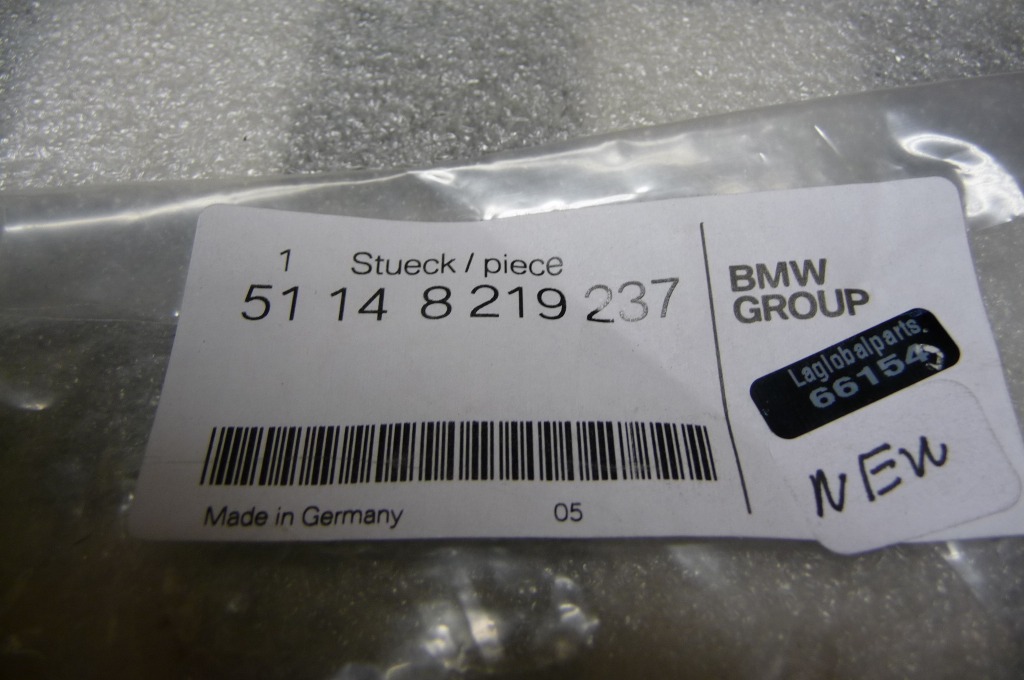 1 Stueck / piece
51 14 8 219 237
BMW
GROUP
Laglobalparts.
66154
NEW
Made in Germany 05